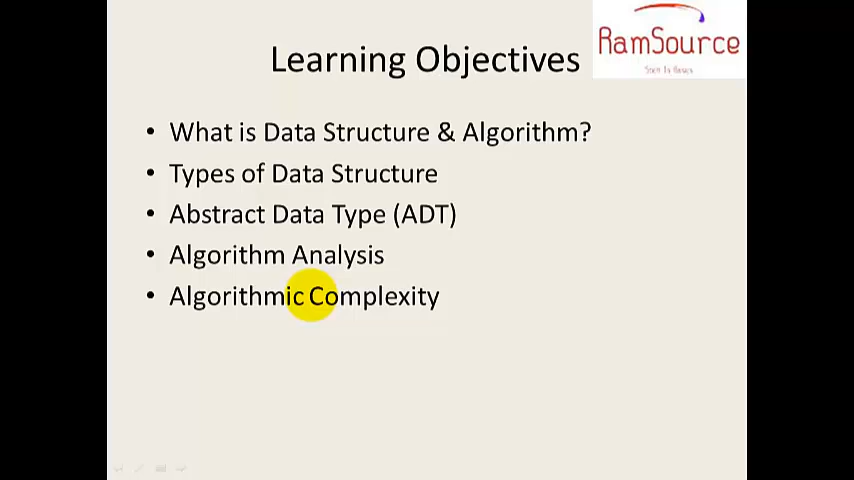 Learning Objectives
RamSource
• What is Data Structure & Algorithm?
• Types of Data Structure
• Abstract Data Type (ADT)
• Algorithm Analysis
• Algorithmic Complexity